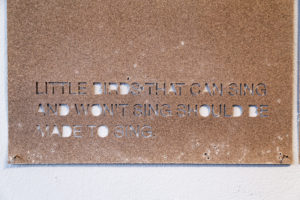 LITTLE BIRDS THAT CAN SING
AND WON'T SING SHOULD BE
MADE TO SING.